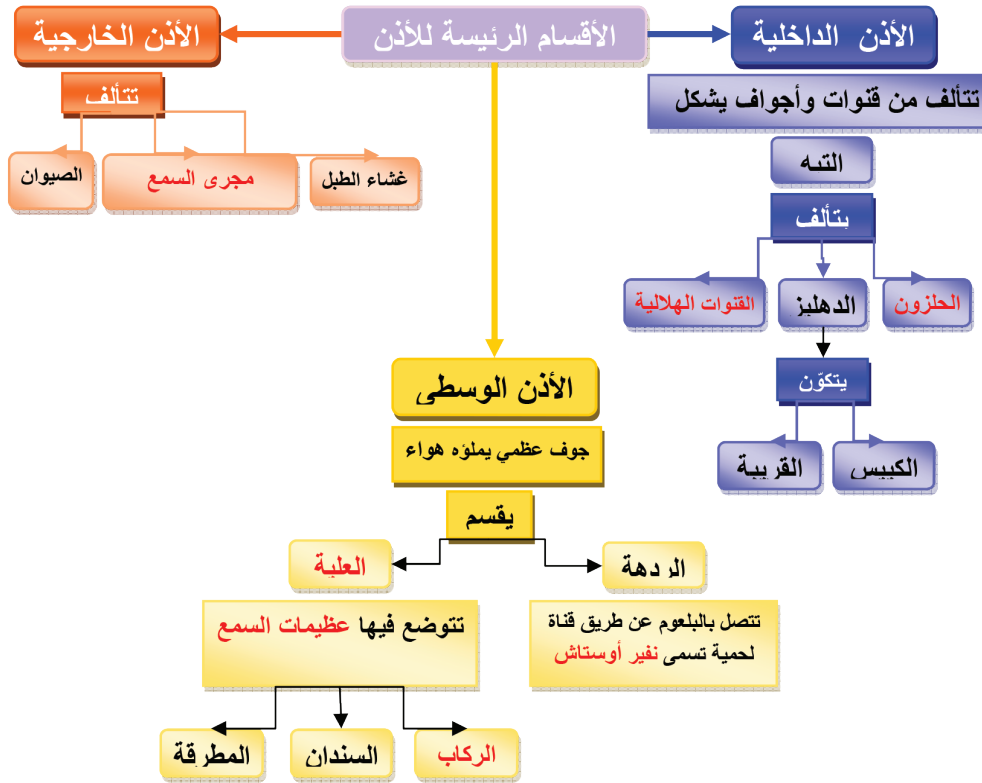 الأقسام الرئيسة للأذن
الأذن الداخلية
تتألف من قنوات وأجواف يشكل
التيه
يتألف
الحلزون
الدهليز
القنوات الهلالية
يتكوّن
الكييس
القريبة
الأذن الخارجية
تتألف
غشاء الطبل
مجرى السمع
الصيوان
الأذن الوسطى
جوف عظمي يملؤه هواء
يقسم
الردهة
تتصل بالبلعوم عن طريق قناة
لحمية تسمى نفير أوستاش
العلبة
تتوضع فيها عظيمات السمع
الركاب
السندان
المطرقة